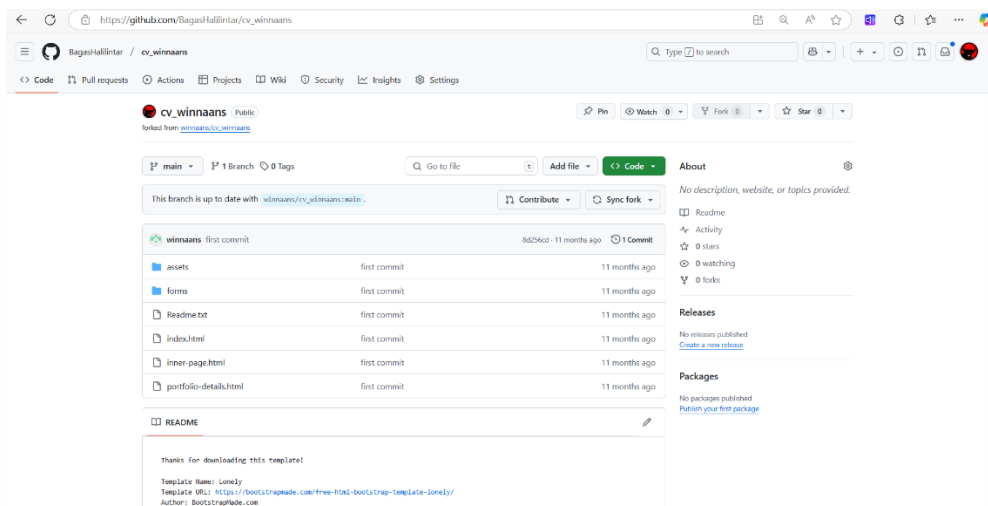 https://github.com/BagasHalilintar/cv_winnaans
BagasHalilintar / cv_winnaans
Type / to search
<> Code Pull requests Actions Projects Wiki Security Insights Settings
cv_winnaans Public
Pin Watch 0 Fork 0 Star 0
forked from winnaans/cv_winnaans
main 1 Branch 0 Tags Go to file t Add file <> Code
This branch is up to date with winnaans/cv_winnaans:main .
Contribute Sync fork
winnaans first commit 8d256cd · 11 months ago 1 Commit
assets first commit 11 months ago
forms first commit 11 months ago
Readme.txt first commit 11 months ago
index.html first commit 11 months ago
inner-page.html first commit 11 months ago
portfolio-details.html first commit 11 months ago
README
Thanks for downloading this template!
Template Name: Lonely
Template URL: https://bootstrapmade.com/free-html-bootstrap-template-lonely/
Author: BootstrapMade.com
About
No description, website, or topics provided.
Readme
Activity
0 stars
0 watching
0 forks
Releases
No releases published
Create a new release
Packages
No packages published
Publish your first package